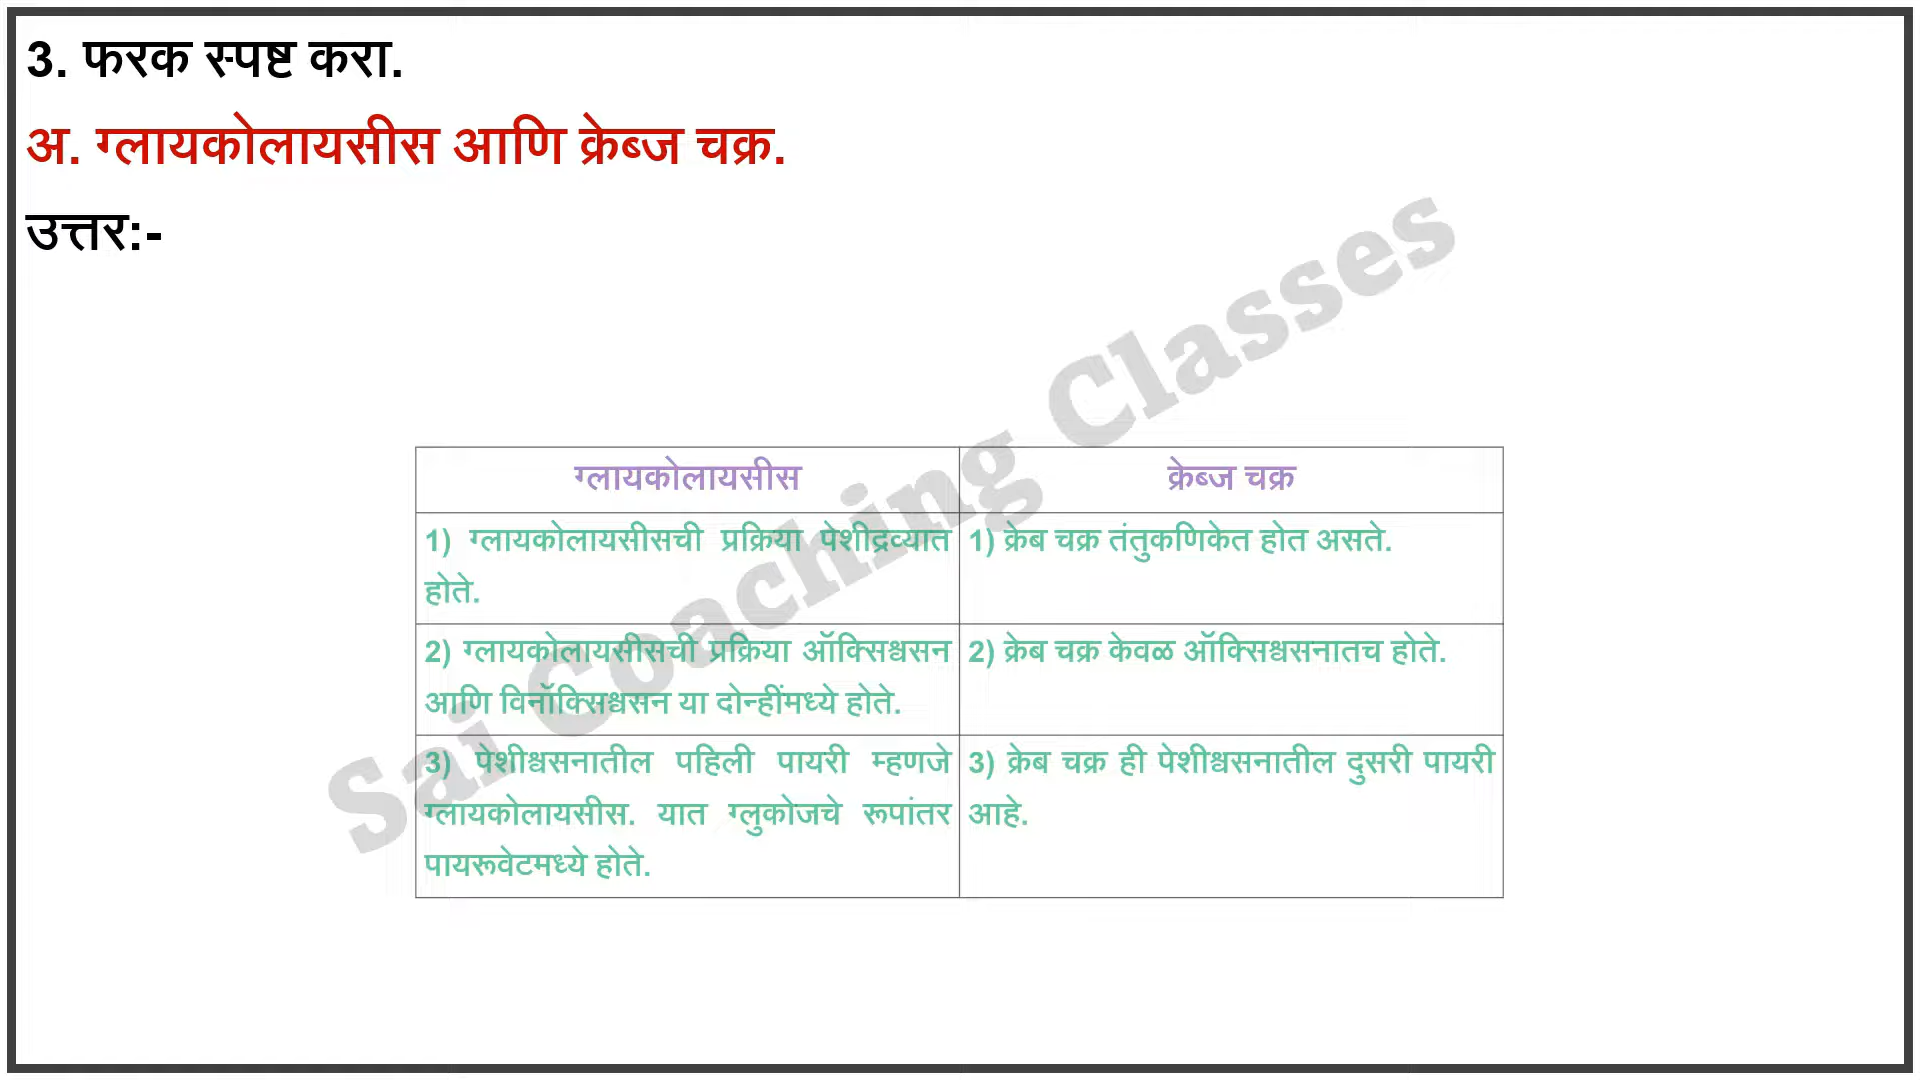 3. फरक स्पष्ट करा.
अ. ग्लायकोलायसीस आणि क्रेब्ज चक्र.
उत्तर:-
ग्लायकोलायसीस
क्रेब्ज चक्र
1) ग्लायकोलायसीसची प्रक्रिया पेशीद्रव्यात
होते.
1) क्रेब चक्र तंतुकणिकेत होत असते.
2) ग्लायकोलायसीसची प्रक्रिया ऑक्सिश्वसन
आणि विनॉक्सिश्वसन या दोन्हींमध्ये होते.
2) क्रेब चक्र केवळ ऑक्सिश्वसनातच होते.
3) पेशीश्वसनातील पहिली पायरी म्हणजे
ग्लायकोलायसीस. यात ग्लुकोजचे रूपांतर
पायरूवेटमध्ये होते.
3) क्रेब चक्र ही पेशीश्वसनातील दुसरी पायरी
आहे.
Sai Coaching Classes